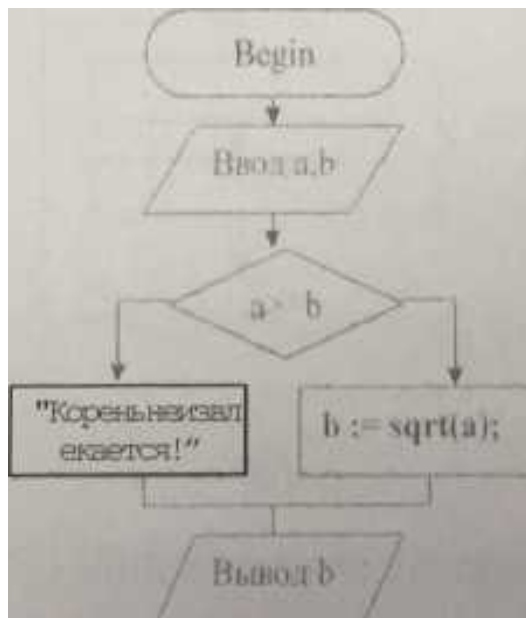 Begin
Ввод a,b
a > b
"Корень неизвл
екается!"
b := sqrt(a);
Вывод b